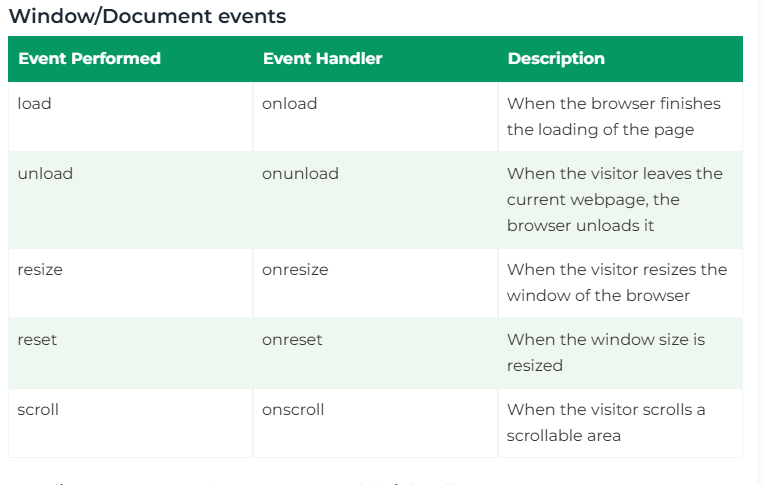 Window/Document events
Event Performed Event Handler Description
load onload When the browser finishes
the loading of the page
unload onunload When the visitor leaves the
current webpage, the
browser unloads it
resize onresize When the visitor resizes the
window of the browser
reset onreset When the window size is
resized
scroll onscroll When the visitor scrolls a
scrollable area